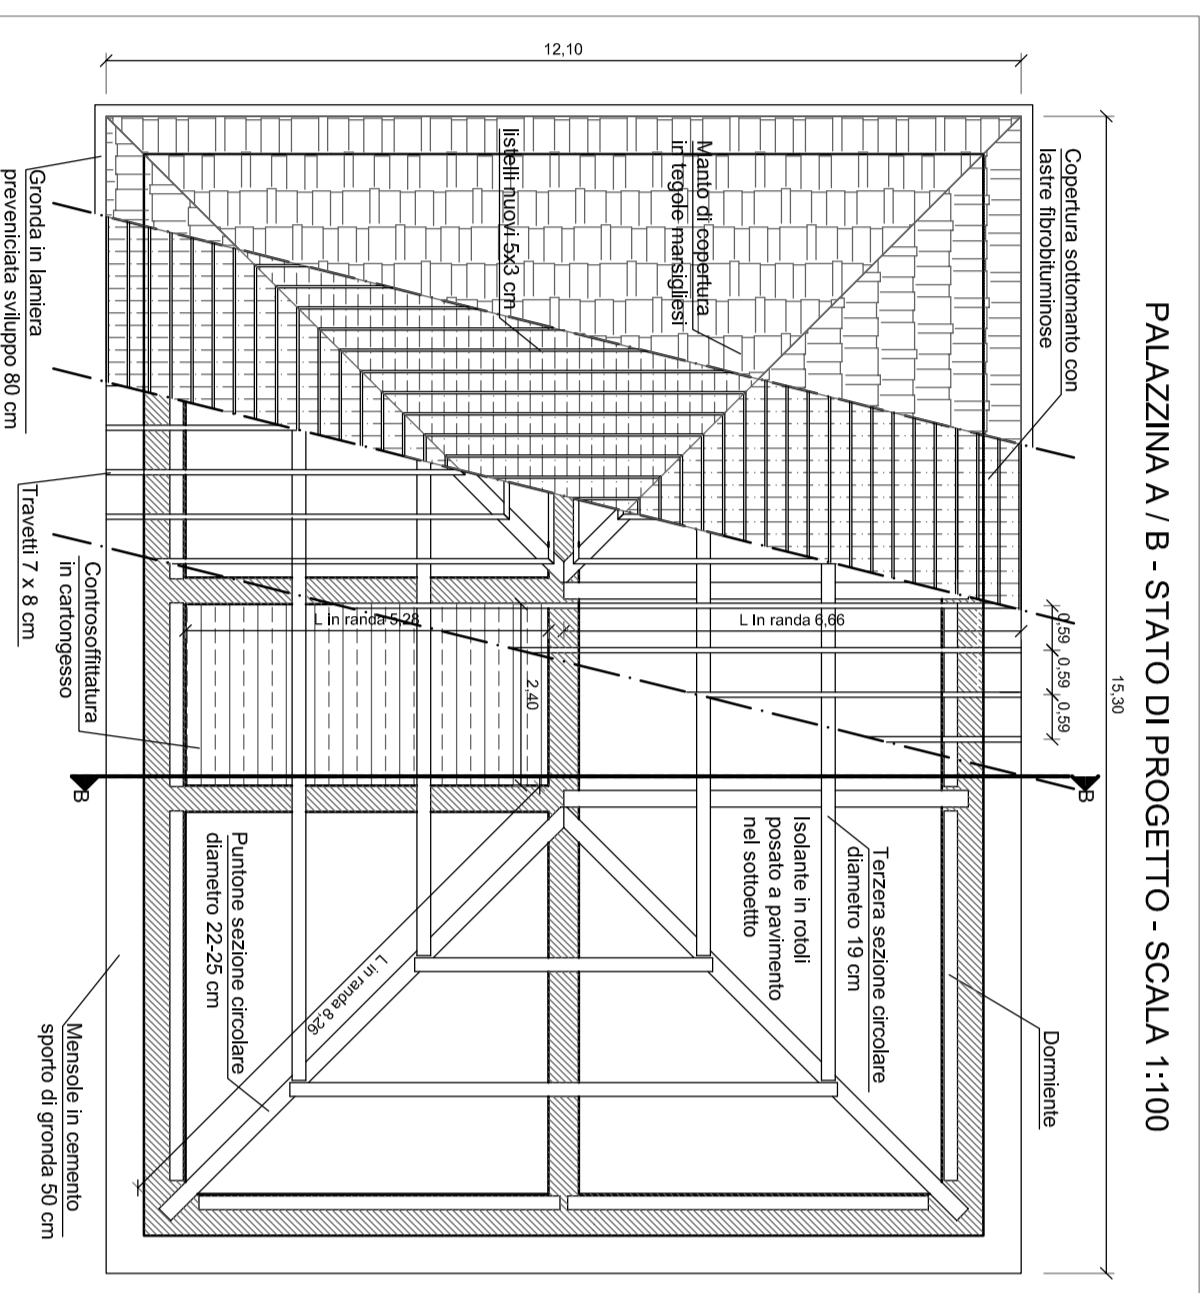 PALAZZINA A / B - STATO DI PROGETTO - SCALA 1:100
15,30
12,10
Copertura sottomanto con
lastre fibrobituminose
Manto di copertura
in tegole marsigliesi
listelli nuovi 5x3 cm
Gronda in lamiera
preveniciata sviluppo 80 cm
Travetti 7 x 8 cm
Controsoffittatura
in cartongesso
0,59
0,59
0,59
L In randa 6,66
L in randa 5,28
2,40
B
B
Dormiente
Terzera sezione circolare
diametro 19 cm
Isolante in rotoli
posato a pavimento
nel sottoettto
L in randa 8,26
Puntone sezione circolare
diametro 22-25 cm
Mensole in cemento
sporto di gronda 50 cm